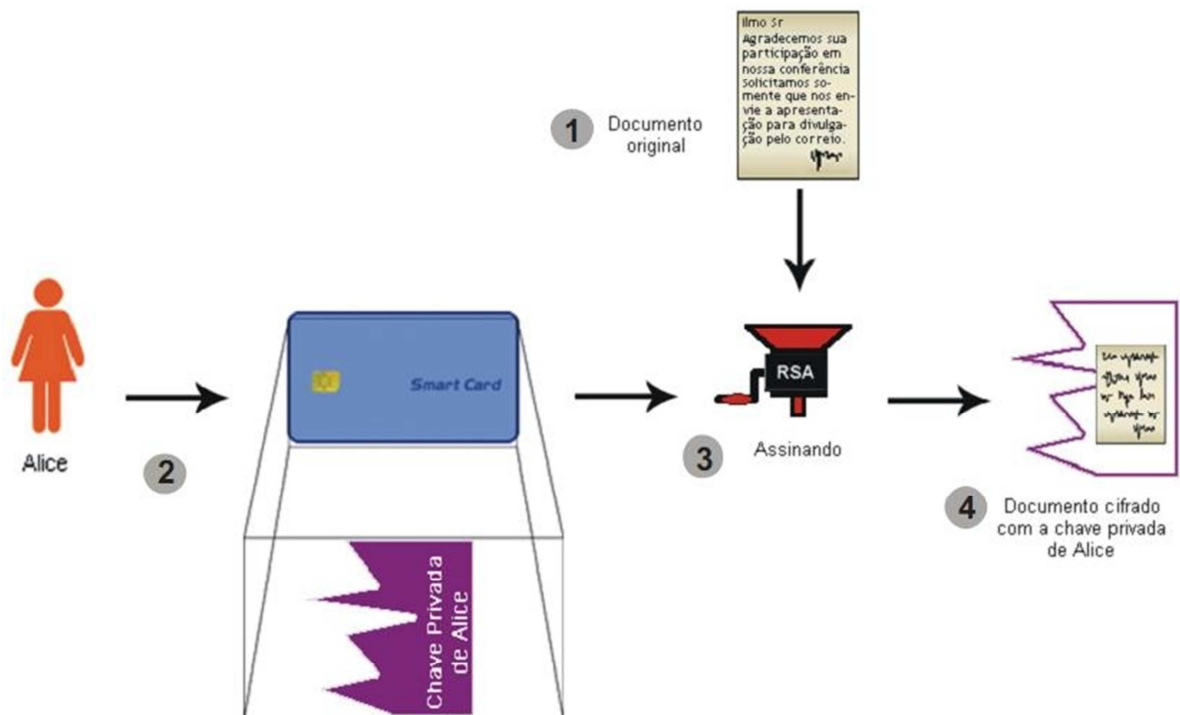 ilmo Sr
Agradecemos sua
participação em
nossa conferência
solicitamos so-
mente que nos en-
vie a apresenta-
ção para divulga-
ção pelo correio.
1
Documento
original
Alice
2
Smart Card
Chave Privada
de Alice
RSA
3
Assinando
4
Documento cifrado
com a chave privada
de Alice